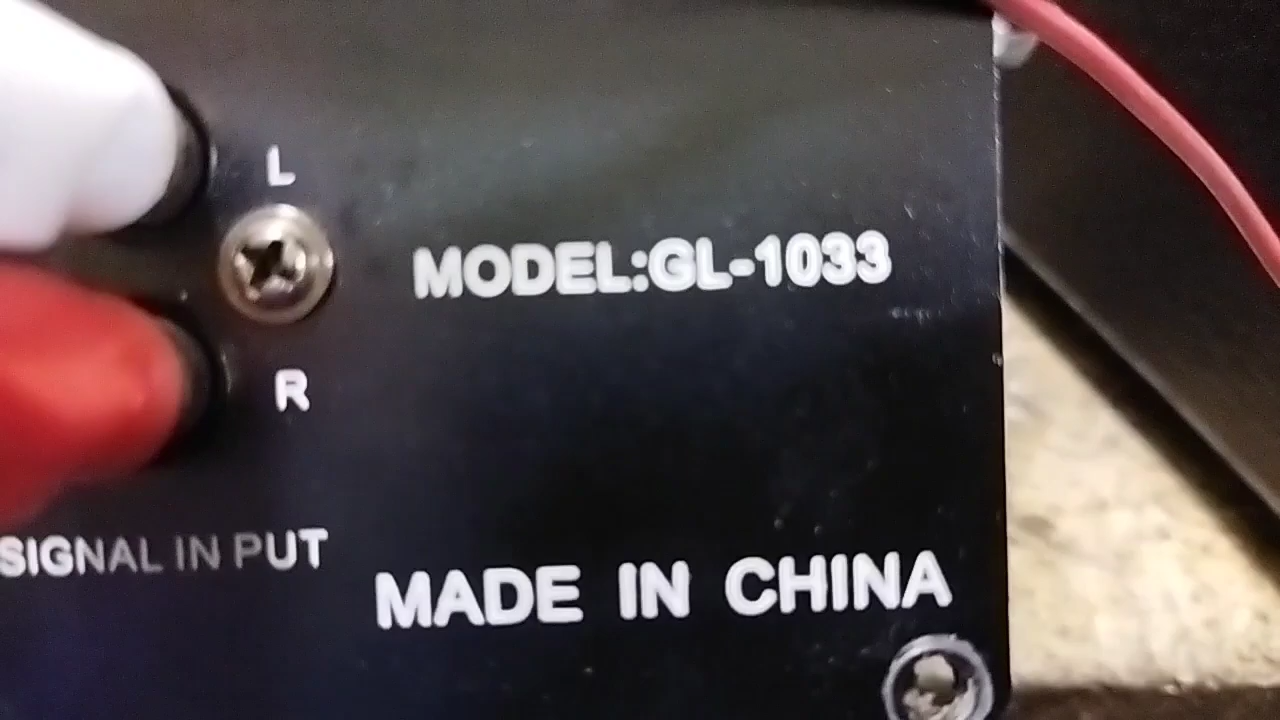 L
MODEL:GL-1033
R
SIGNAL IN PUT
MADE IN CHINA